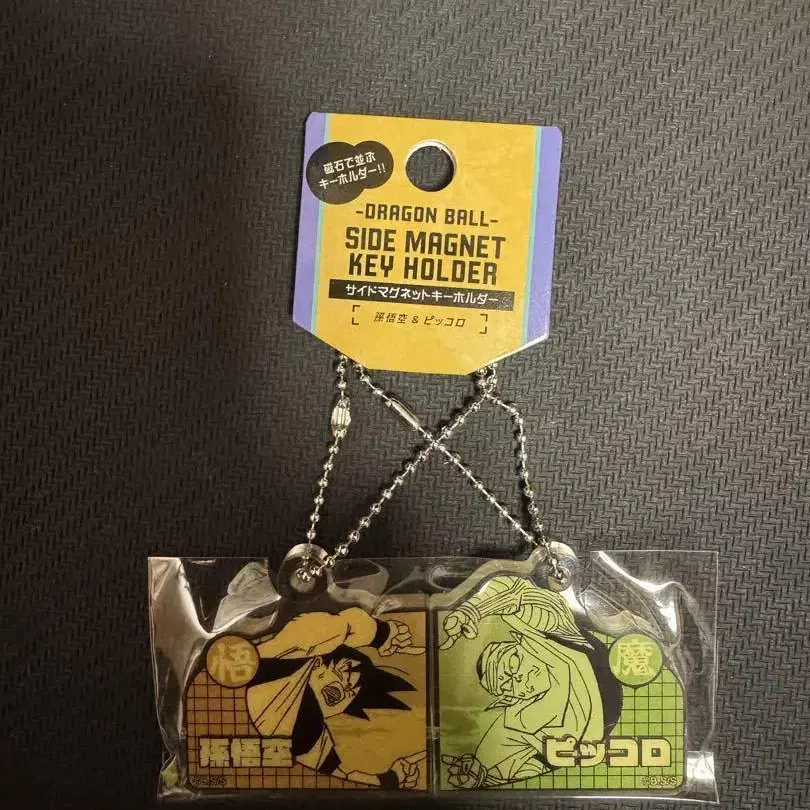 磁石で並ぶ
キーホルダー!!
-DRAGON BALL-
SIDE MAGNET
KEY HOLDER
サイドマグネットキーホルダー
[ 孫悟空 & ピッコロ ]
悟
魔
孫悟空
ピッコロ
©B.S/S
©B.S/S